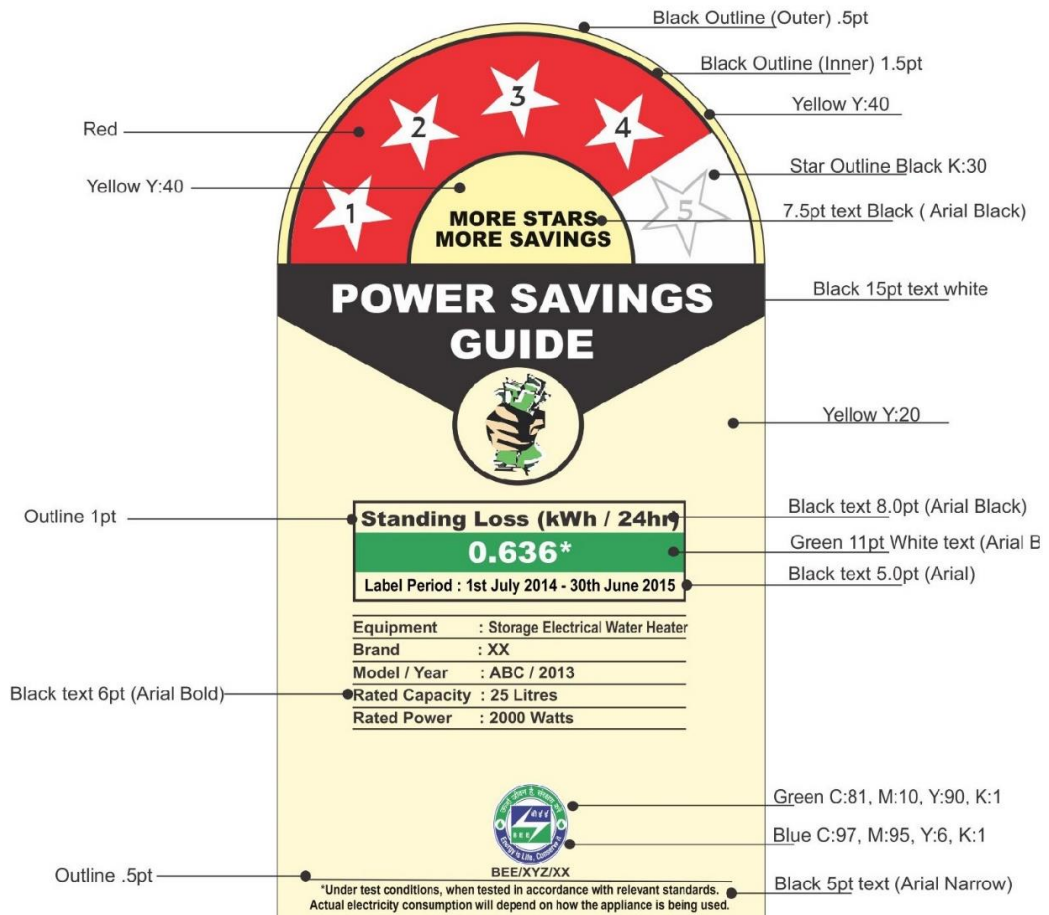 Black Outline (Outer) .5pt
Black Outline (Inner) 1.5pt
Yellow Y:40
Red
Star Outline Black K:30
Yellow Y:40
7.5pt text Black ( Arial Black)
1
2
3
4
5
MORE STARS
MORE SAVINGS
Black 15pt text white
POWER SAVINGS
GUIDE
Yellow Y:20
Outline 1pt
Black text 8.0pt (Arial Black)
Standing Loss (kWh / 24hr)
Green 11pt White text (Arial B
0.636*
Black text 5.0pt (Arial)
Label Period : 1st July 2014 - 30th June 2015
Equipment : Storage Electrical Water Heater
Brand : XX
Model / Year : ABC / 2013
Black text 6pt (Arial Bold)
Rated Capacity : 25 Litres
Rated Power : 2000 Watts
Green C:81, M:10, Y:90, K:1
BEE
Energy is Life, Conserve it
Blue C:97, M:95, Y:6, K:1
BEE/XYZ/XX
Outline .5pt
Black 5pt text (Arial Narrow)
*Under test conditions, when tested in accordance with relevant standards.
Actual electricity consumption will depend on how the appliance is being used.